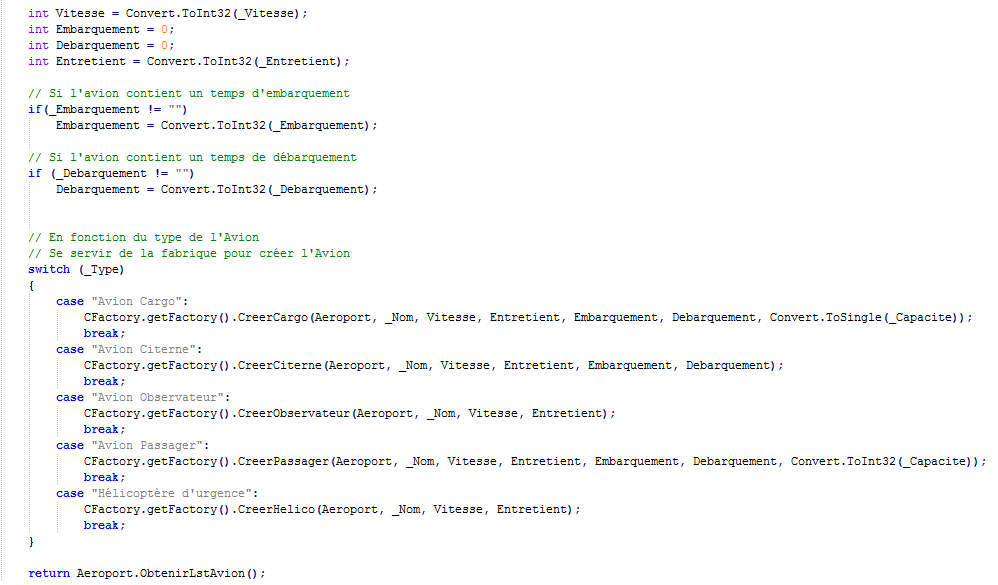 int Vitesse = Convert.ToInt32(_Vitesse);
int Embarquement = 0;
int Debarquement = 0;
int Entretient = Convert.ToInt32(_Entretient);
// Si l'avion contient un temps d'embarquement
if(_Embarquement != "")
Embarquement = Convert.ToInt32(_Embarquement);
// Si l'avion contient un temps de débarquement
if (_Debarquement != "")
Debarquement = Convert.ToInt32(_Debarquement);
// En fonction du type de l'Avion
// Se servir de la fabrique pour créer l'Avion
switch (_Type)
{
case "Avion Cargo":
CFactory.getFactory().CreerCargo(Aeroport, _Nom, Vitesse, Entretient, Embarquement, Debarquement, Convert.ToSingle(_Capacite));
break;
case "Avion Citerne":
CFactory.getFactory().CreerCiterne(Aeroport, _Nom, Vitesse, Entretient, Embarquement, Debarquement);
break;
case "Avion Observateur":
CFactory.getFactory().CreerObservateur(Aeroport, _Nom, Vitesse, Entretient);
break;
case "Avion Passager":
CFactory.getFactory().CreerPassager(Aeroport, _Nom, Vitesse, Entretient, Embarquement, Debarquement, Convert.ToInt32(_Capacite));
break;
case "Hélicoptère d'urgence":
CFactory.getFactory().CreerHelico(Aeroport, _Nom, Vitesse, Entretient);
break;
}
return Aeroport.ObtenirLstAvion();